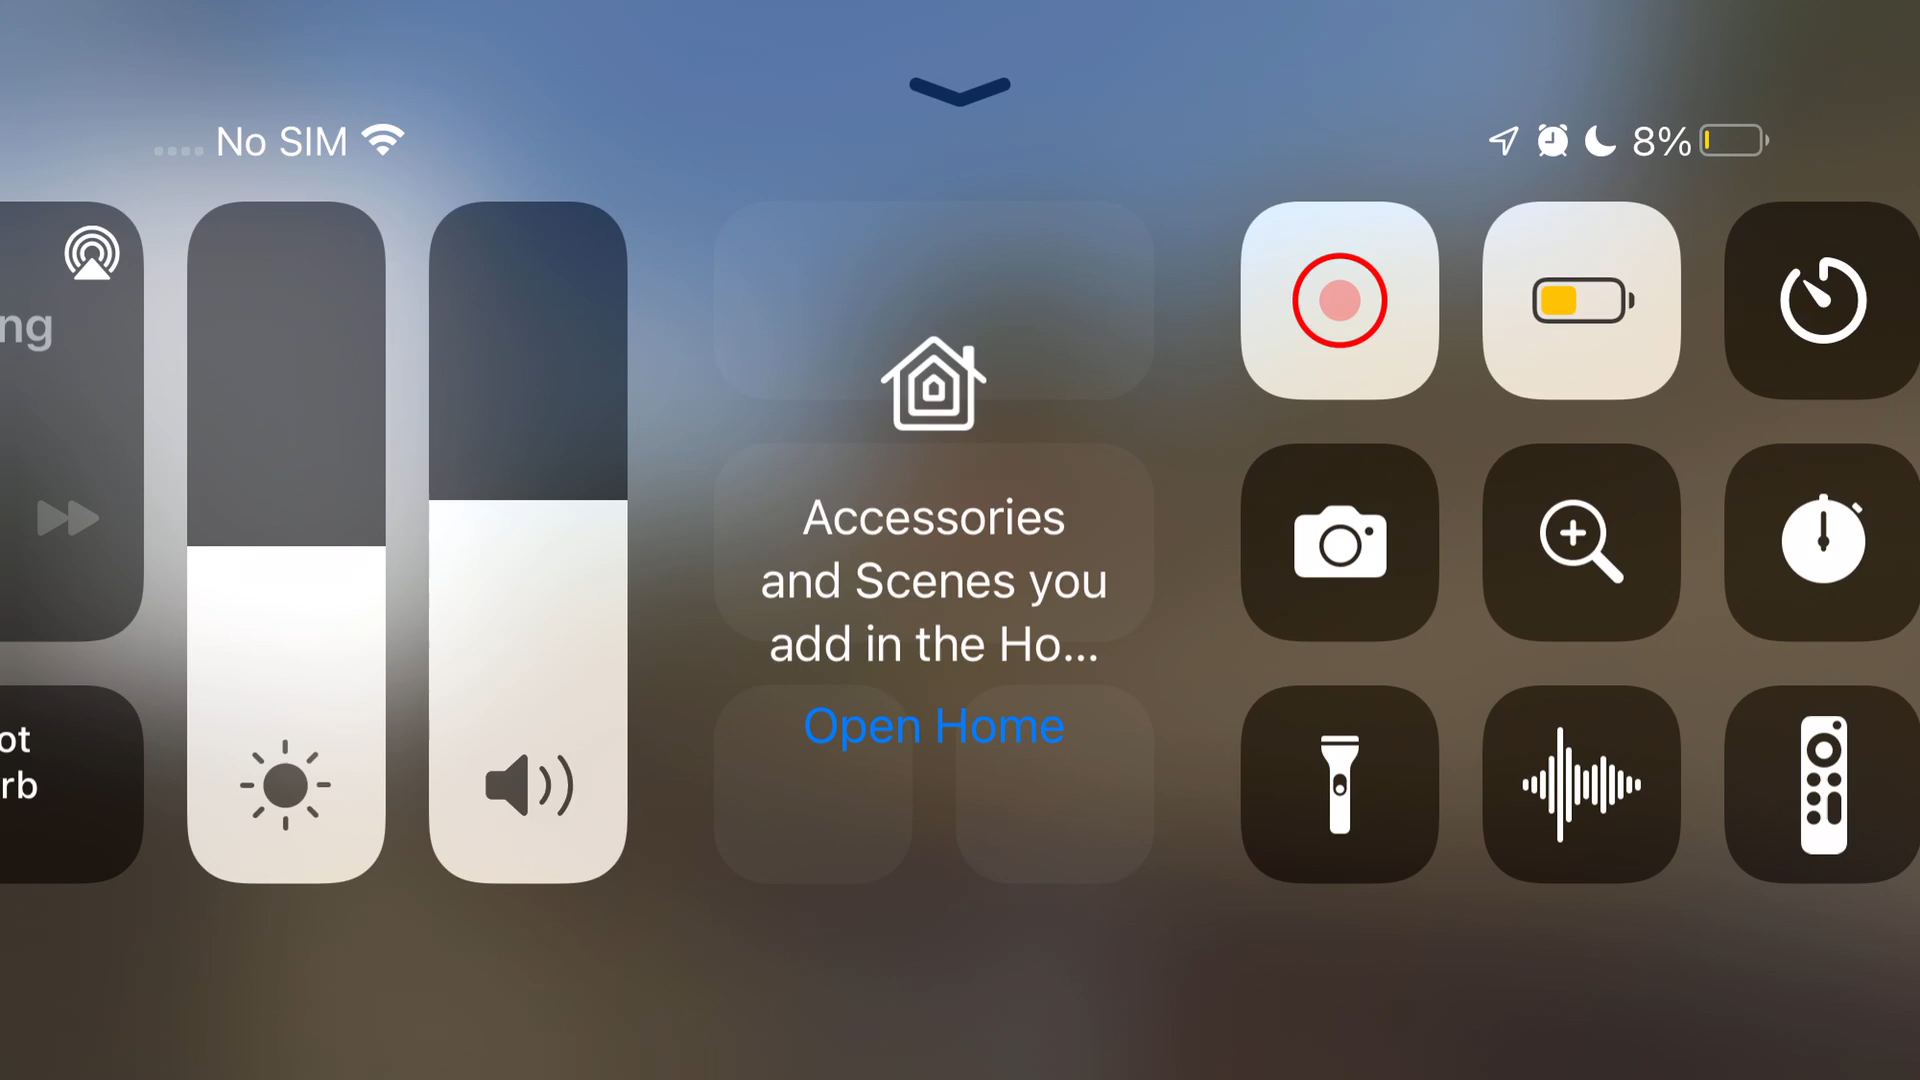 No SIM
8%
ng
Accessories
and Scenes you
add in the Ho...
Open Home
ot
rb